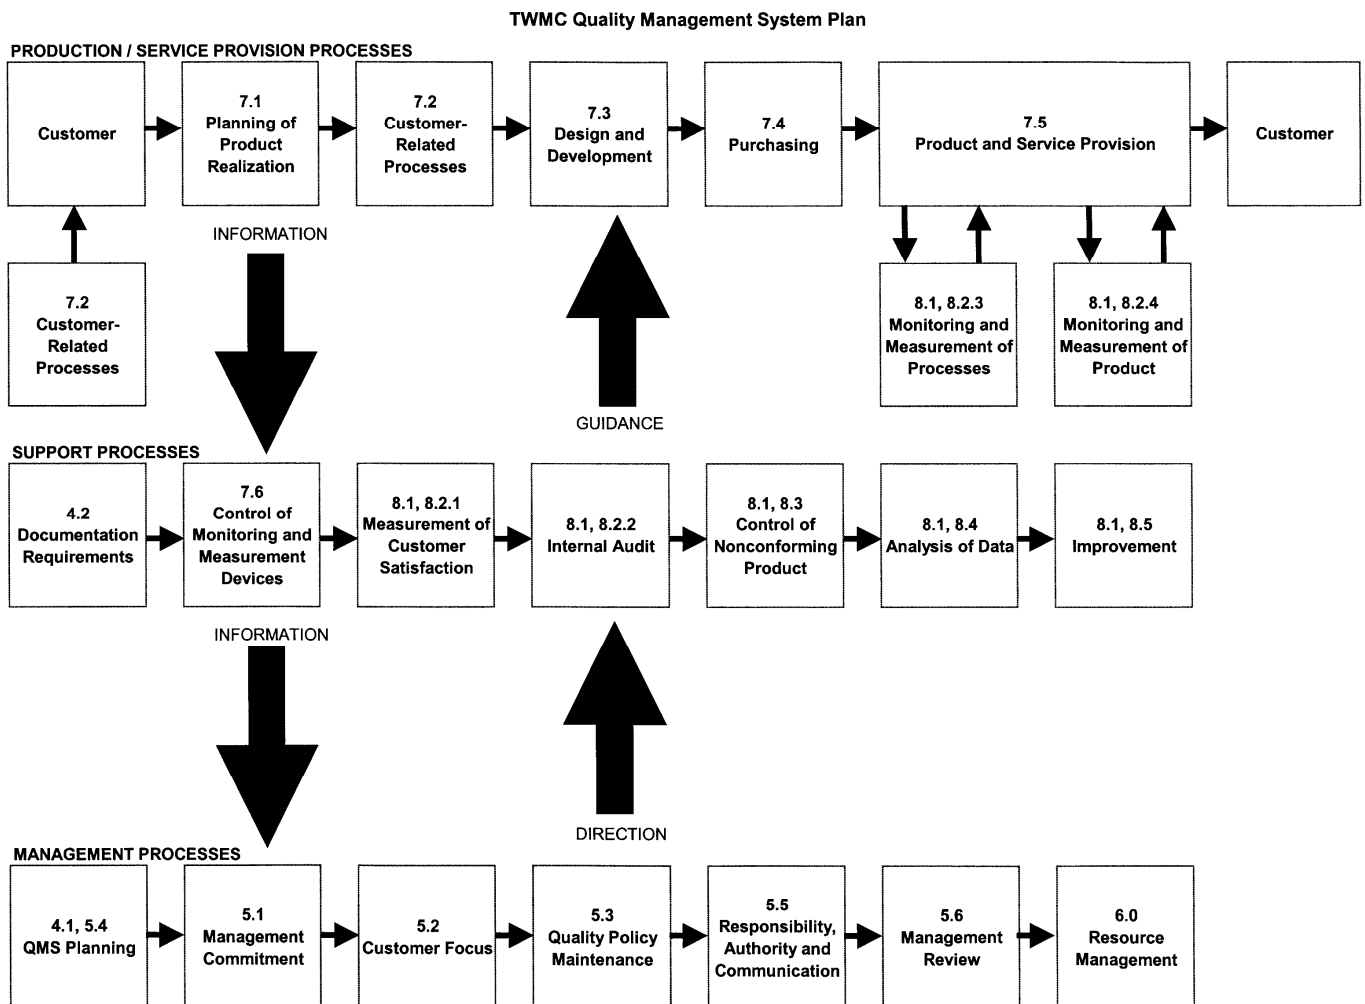 TWMC Quality Management System Plan
PRODUCTION / SERVICE PROVISION PROCESSES
Customer
7.1
Planning of
Product
Realization
7.2
Customer-
Related
Processes
7.3
Design and
Development
7.4
Purchasing
7.5
Product and Service Provision
Customer
7.2
Customer-
Related
Processes
INFORMATION
GUIDANCE
8.1, 8.2.3
Monitoring and
Measurement of
Processes
8.1, 8.2.4
Monitoring and
Measurement of
Product
SUPPORT PROCESSES
4.2
Documentation
Requirements
7.6
Control of
Monitoring and
Measurement
Devices
8.1, 8.2.1
Measurement of
Customer
Satisfaction
8.1, 8.2.2
Internal Audit
8.1, 8.3
Control of
Nonconforming
Product
8.1, 8.4
Analysis of Data
8.1, 8.5
Improvement
INFORMATION
DIRECTION
MANAGEMENT PROCESSES
4.1, 5.4
QMS Planning
5.1
Management
Commitment
5.2
Customer Focus
5.3
Quality Policy
Maintenance
5.5
Responsibility,
Authority and
Communication
5.6
Management
Review
6.0
Resource
Management